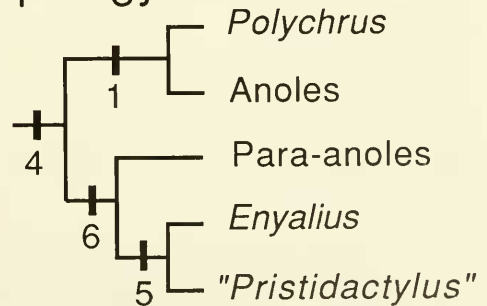 Polychrus
1
Anoles
4
Para-anoles
6
Enyalius
5
"Pristidactylus"